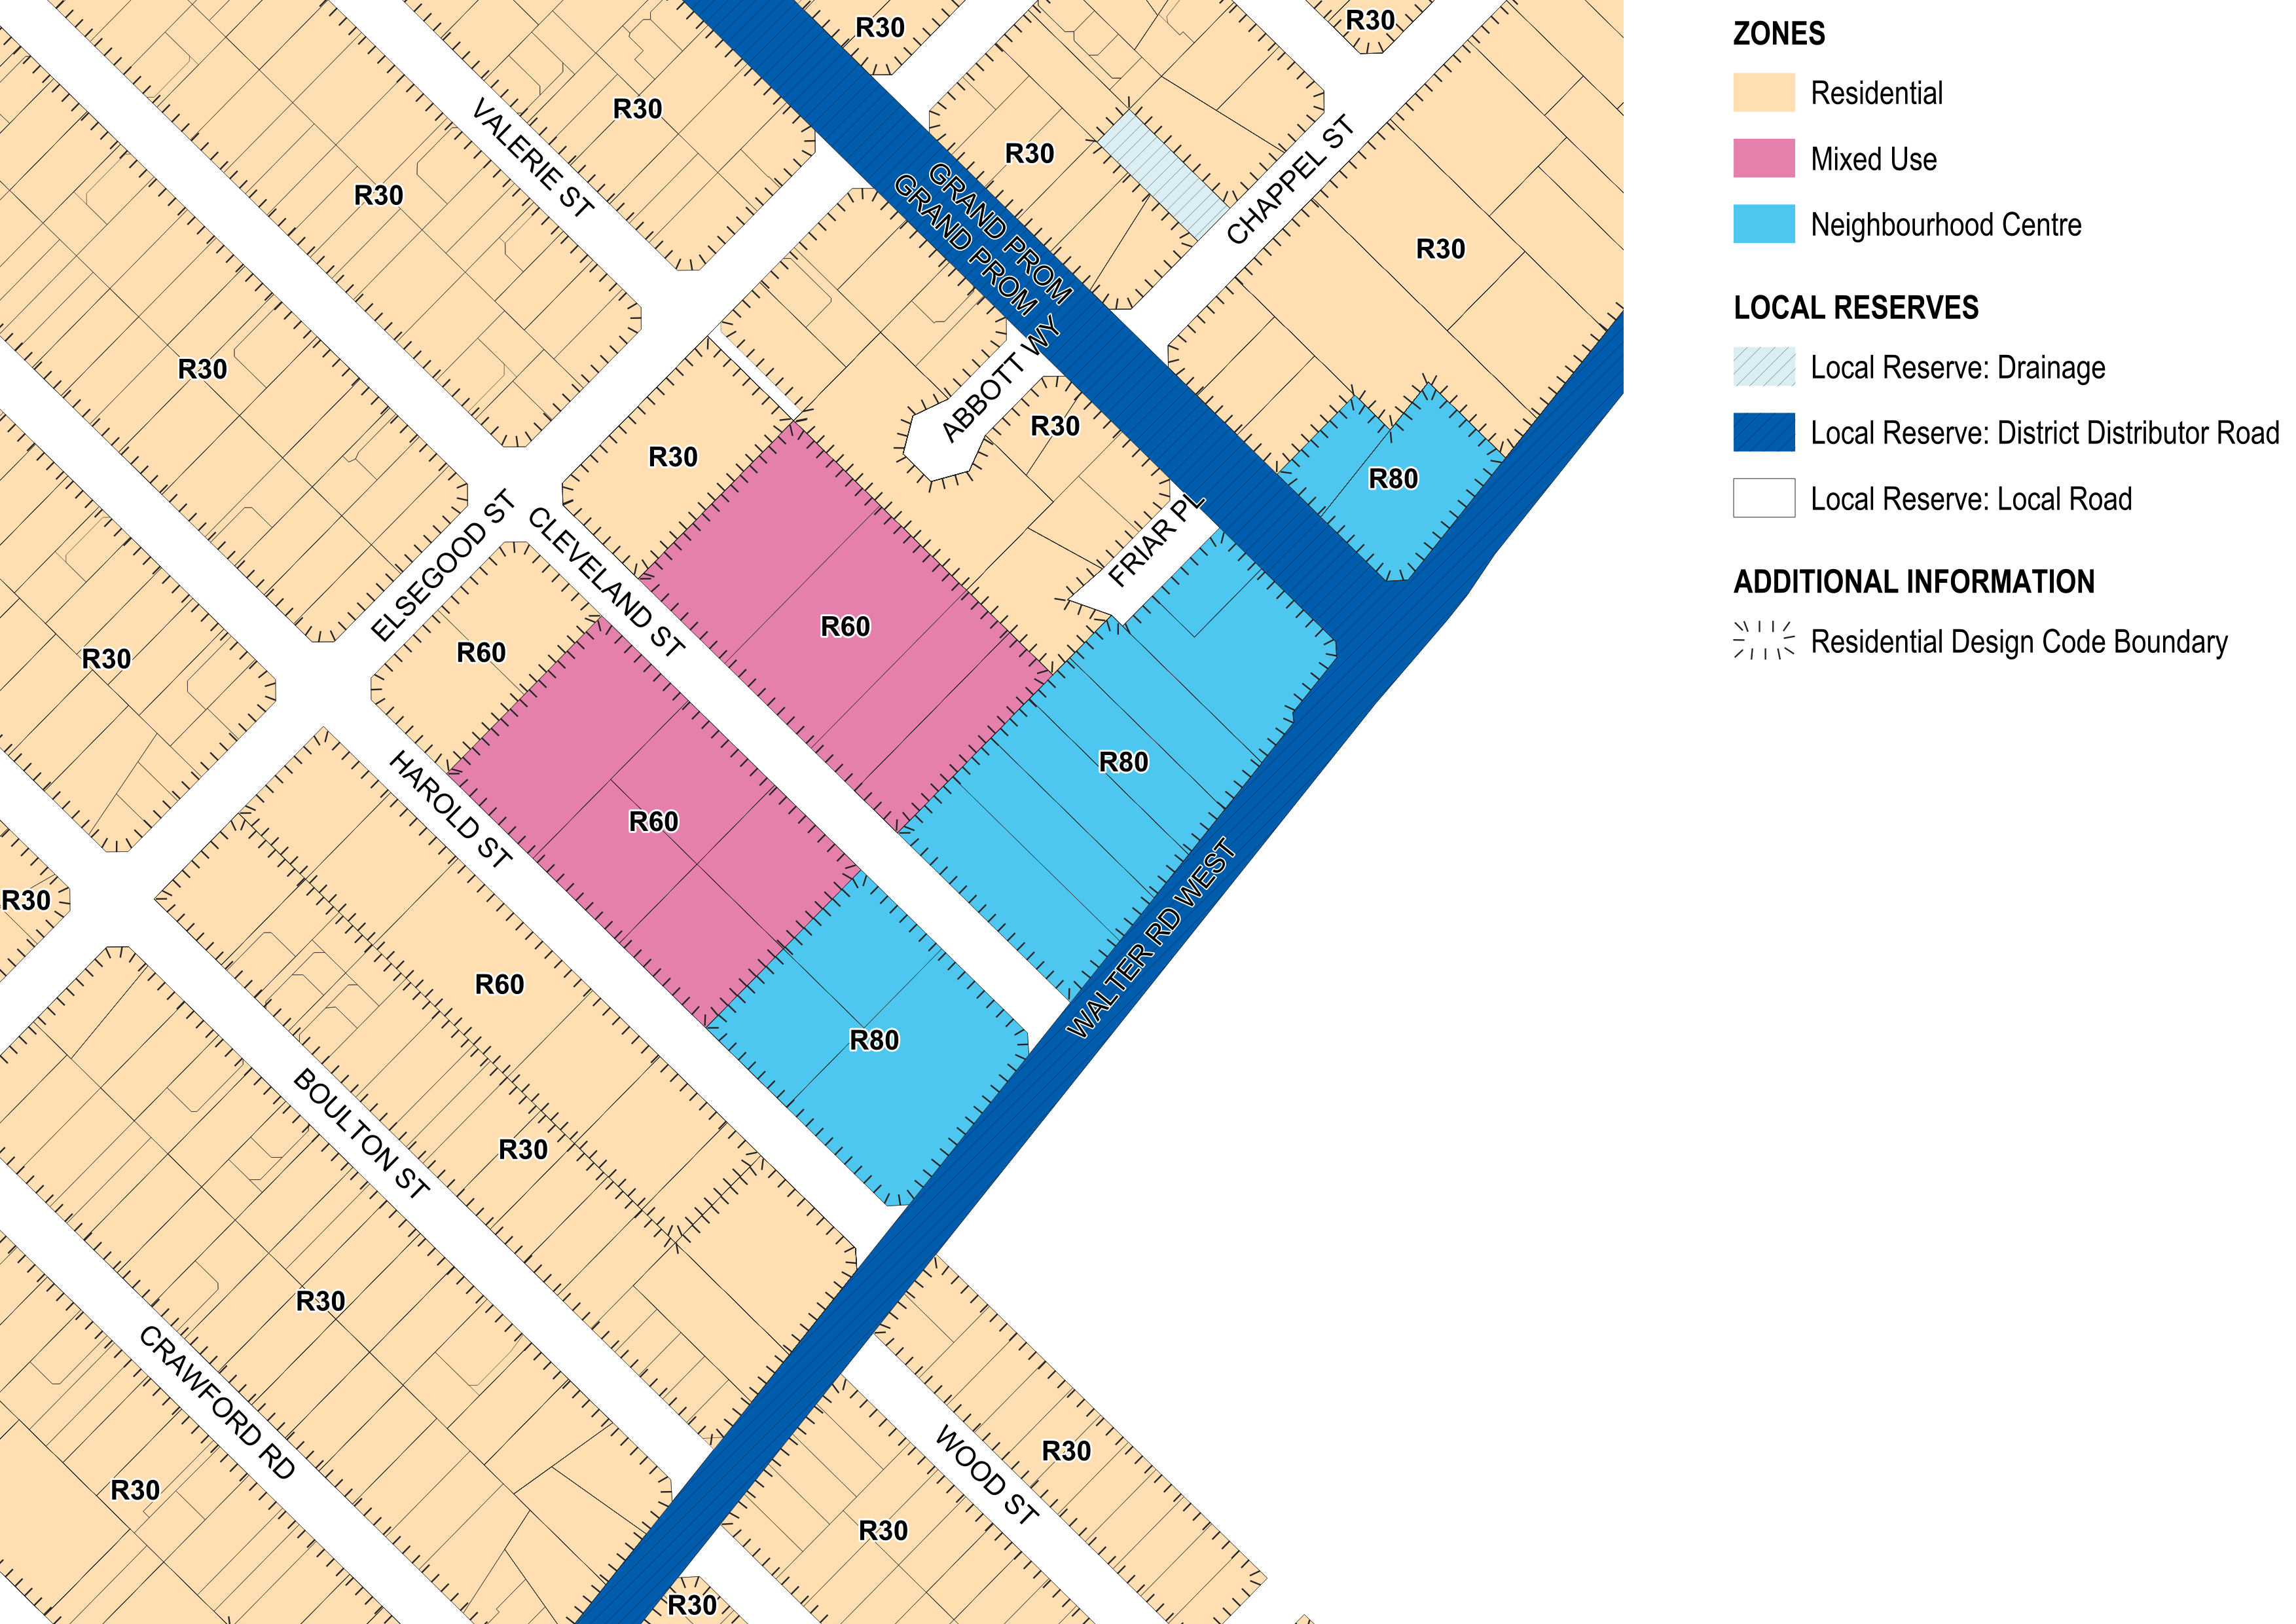 R30
R30
ZONES
Residential
R30
VALERIE ST
Mixed Use
R30
CHAPPEL ST
R30
GRAND PROM
GRAND PROM
Neighbourhood Centre
R30
LOCAL RESERVES
ABBOTT WY
R30
Local Reserve: Drainage
R30
R30
Local Reserve: District Distributor Road
R80
Local Reserve: Local Road
ELSEGOOD ST
CLEVELAND ST
FRIAR PL
ADDITIONAL INFORMATION
R60
R60
Residential Design Code Boundary
R30
R80
HAROLD ST
R60
R30
WALTER RD WEST
R60
R80
BOULTON ST
R30
R30
CRAWFORD RD
R30
WOOD ST
R30
R30
R30